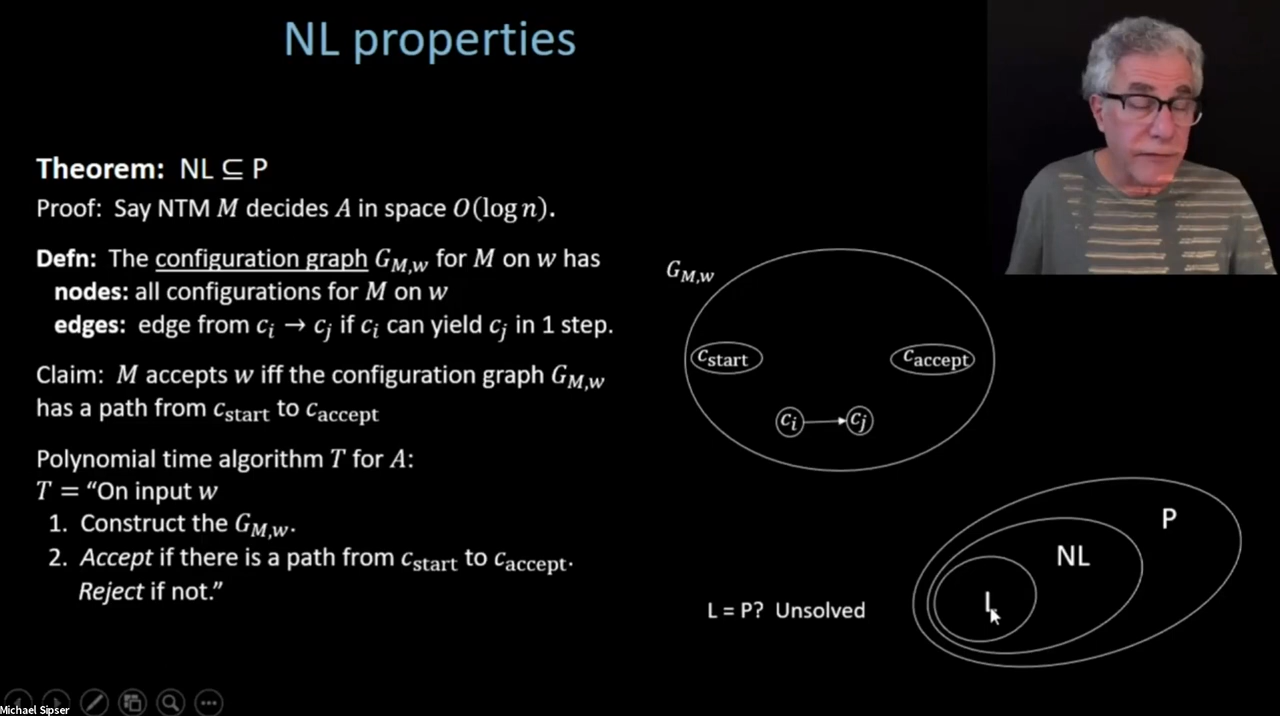 NL properties
Theorem: NL ⊆ P
Proof: Say NTM M decides A in space O(log n).
Defn: The configuration graph G_{M,w} for M on w has
nodes: all configurations for M on w
edges: edge from c_i → c_j if c_i can yield c_j in 1 step.
Claim: M accepts w iff the configuration graph G_{M,w}
has a path from c_start to c_accept
Polynomial time algorithm T for A:
T = “On input w
1. Construct the G_{M,w}.
2. Accept if there is a path from c_start to c_accept.
Reject if not.”
G_{M,w}
c_start
c_accept
c_i
c_j
P
NL
L
L = P? Unsolved
Michael Sipser